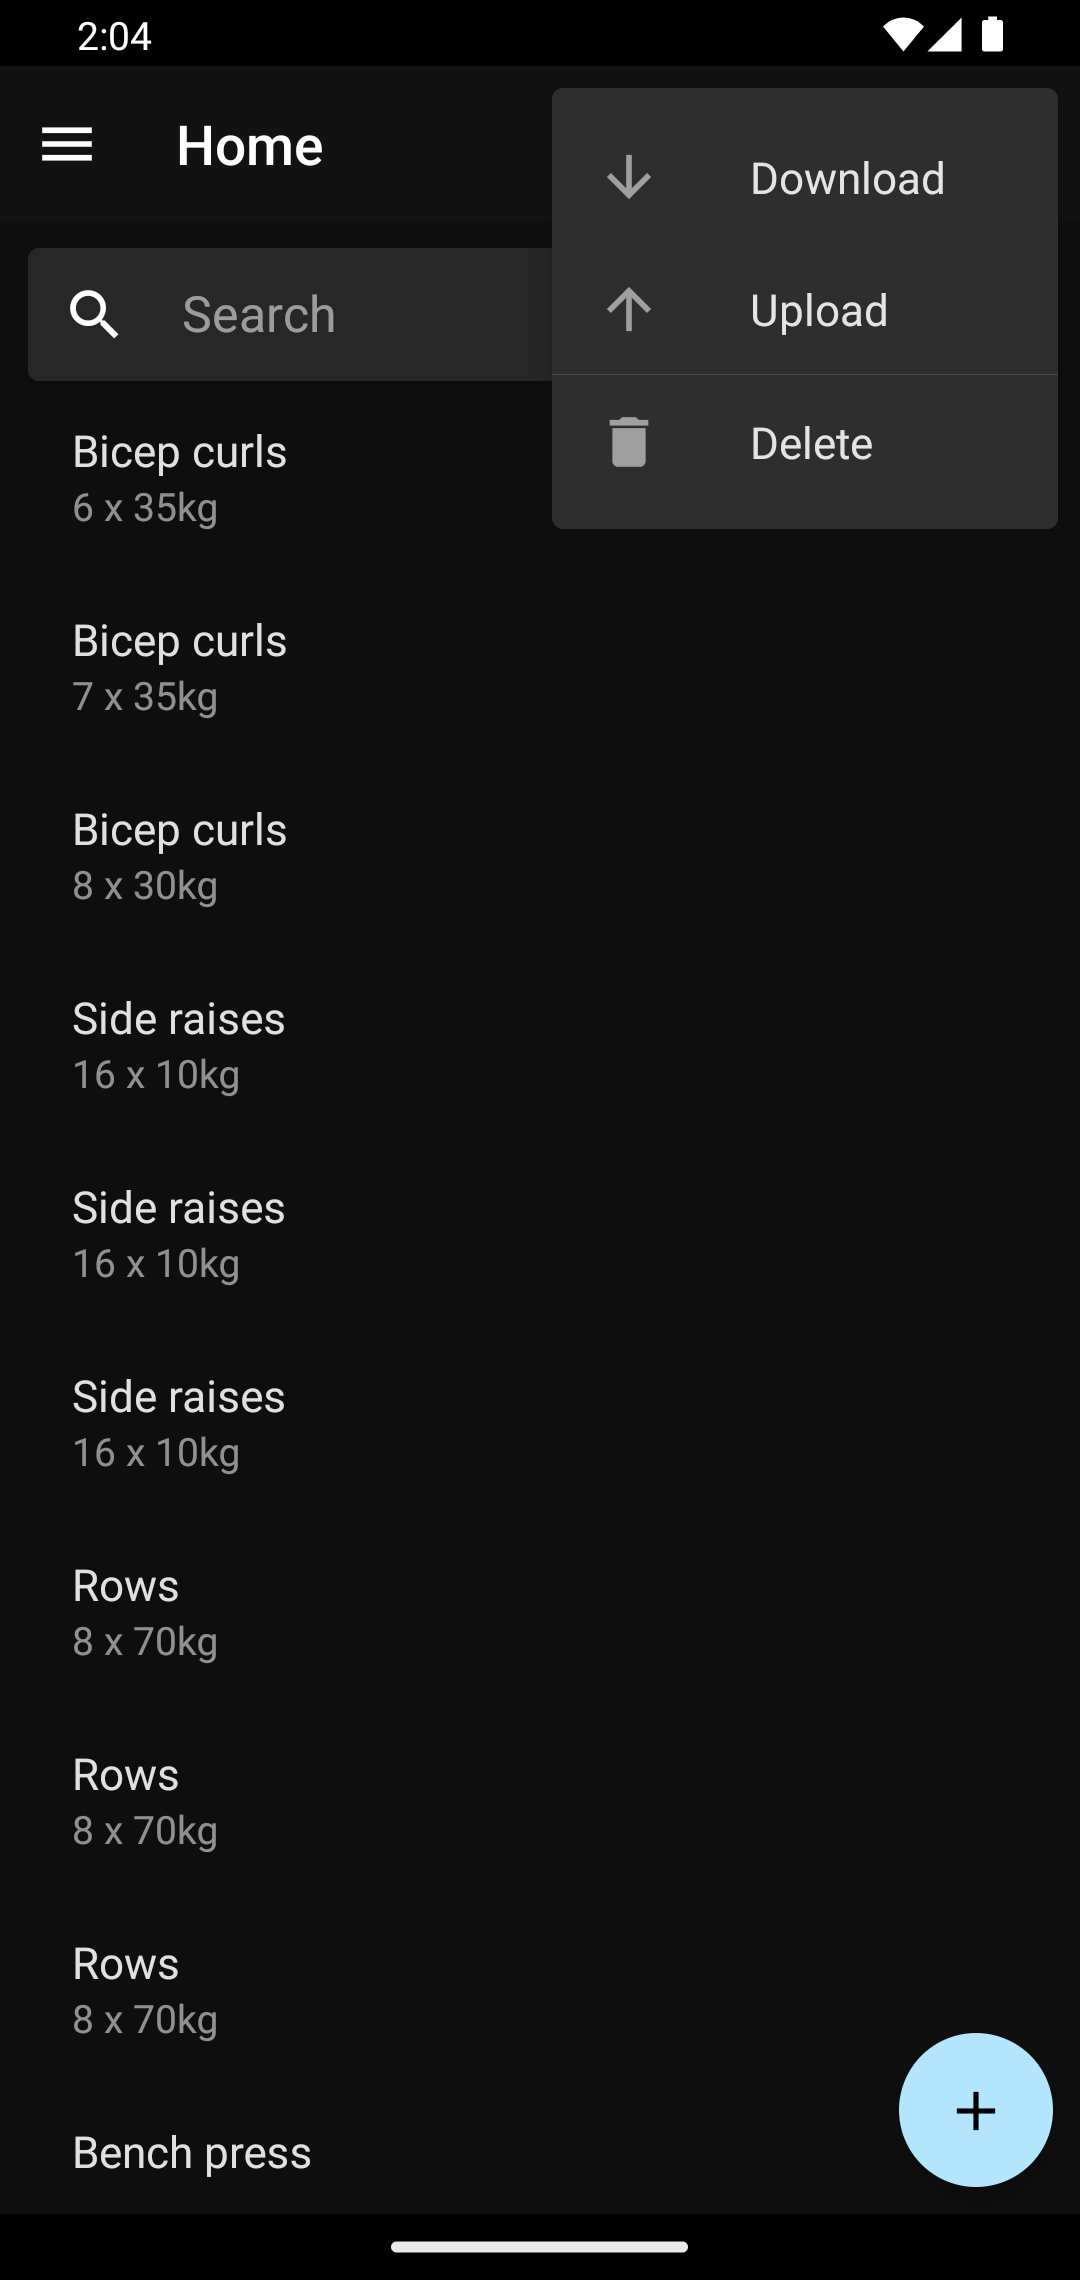 2:04
Home
Download
Upload
Delete
Search
Bicep curls
6 x 35kg
Bicep curls
7 x 35kg
Bicep curls
8 x 30kg
Side raises
16 x 10kg
Side raises
16 x 10kg
Side raises
16 x 10kg
Rows
8 x 70kg
Rows
8 x 70kg
Rows
8 x 70kg
Bench press